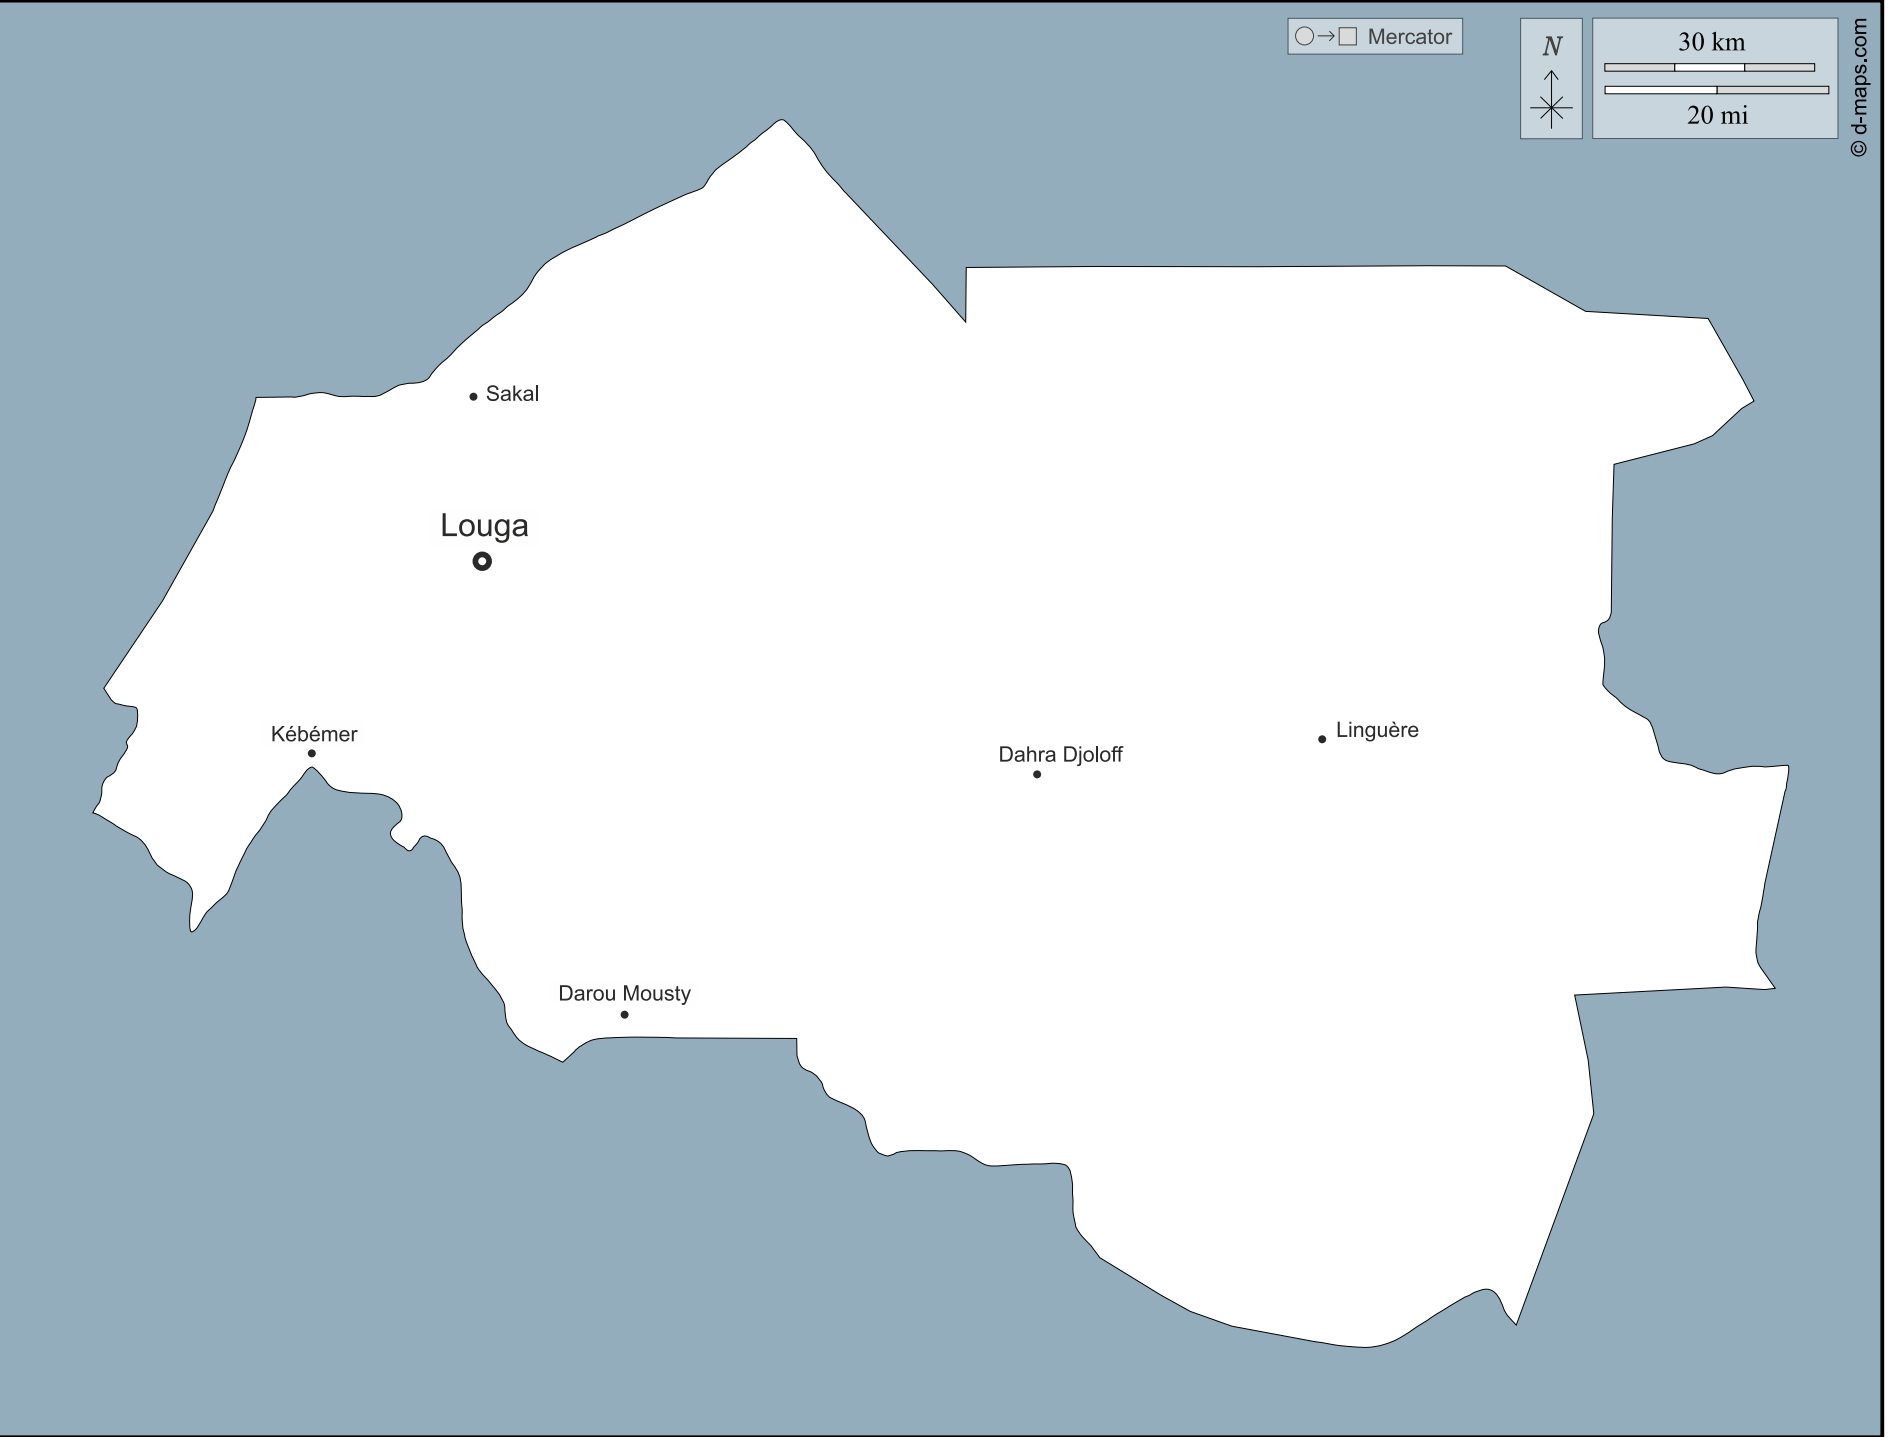 Mercator
N
30 km
20 mi
© d-maps.com
Sakal
Louga
Kébémer
Dahra Djoloff
Linguère
Darou Mousty